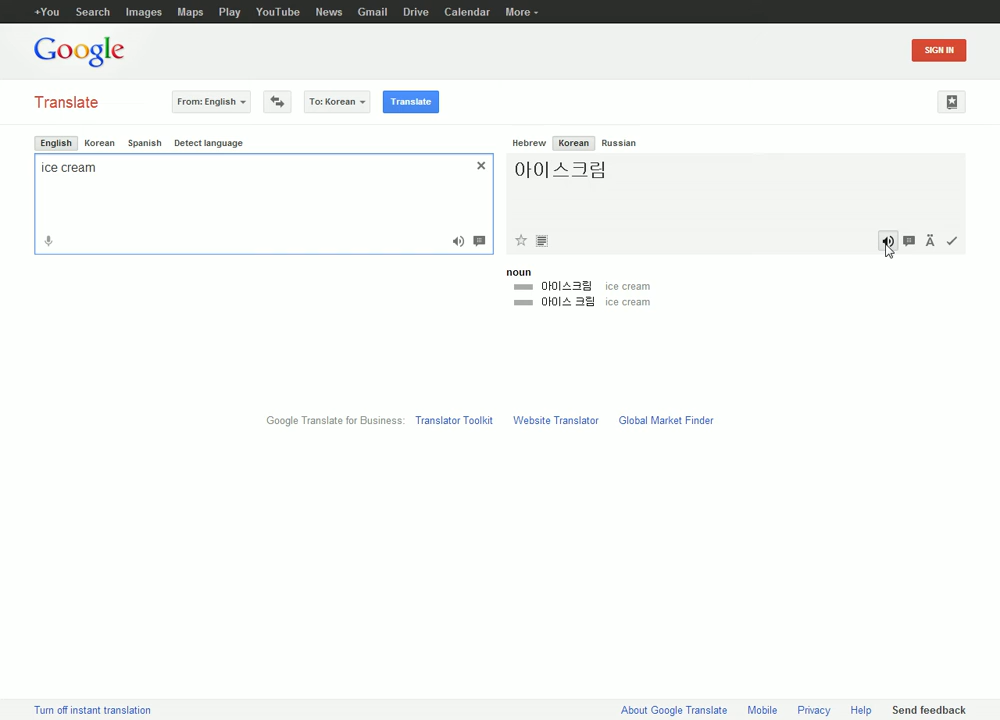 +You Search Images Maps Play YouTube News Gmail Drive Calendar More
Google
SIGN IN
Translate
From: English
To: Korean
Translate
English Korean Spanish Detect language
Hebrew Korean Russian
ice cream
아이스크림
Ä
noun
아이스크림 ice cream
아이스 크림 ice cream
Google Translate for Business: Translator Toolkit Website Translator Global Market Finder
Turn off instant translation
About Google Translate Mobile Privacy Help Send feedback